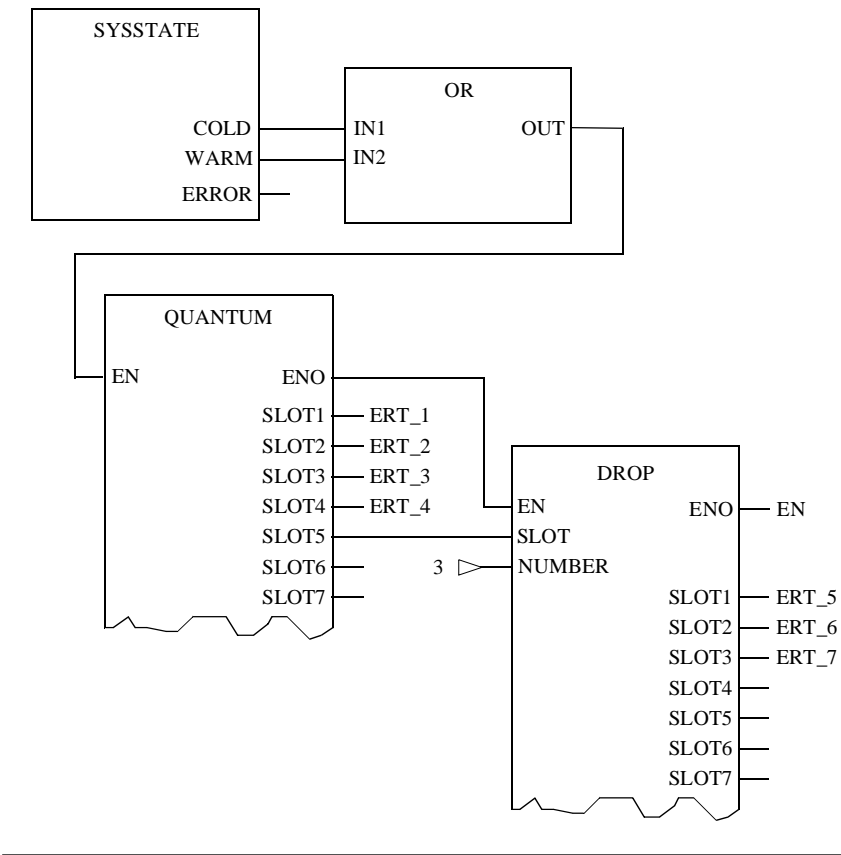 SYSSTATE
COLD
WARM
ERROR
OR
IN1 OUT
IN2
QUANTUM
EN ENO
SLOT1 ERT_1
SLOT2 ERT_2
SLOT3 ERT_3
SLOT4 ERT_4
SLOT5
SLOT6
SLOT7
DROP
EN ENO EN
SLOT
3 NUMBER
SLOT1 ERT_5
SLOT2 ERT_6
SLOT3 ERT_7
SLOT4
SLOT5
SLOT6
SLOT7